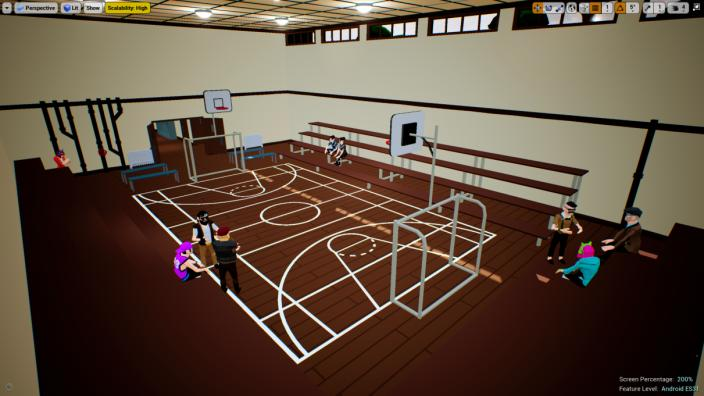 Perspective
Lit
Show
Scalability: High
Screen Percentage: 200%
Feature Level: Android ES31